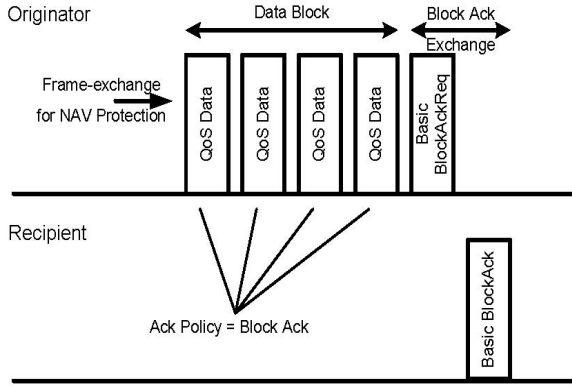 Originator
Data Block
Block Ack
Exchange
Frame-exchange
for NAV Protection
QoS Data
QoS Data
QoS Data
QoS Data
Basic
BlockAckReq
Recipient
Ack Policy = Block Ack
Basic BlockAck